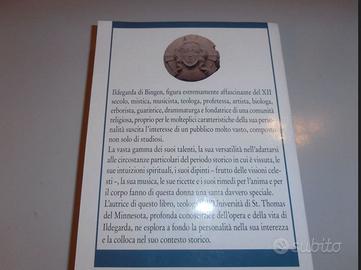 Ildegarda di Bingen, figura estremamente affascinante del XII
secolo, mistica, musicista, teologa, profetessa, artista, biologa,
erborista, guaritrice, drammaturga e fondatrice di una comunità
religiosa, proprio per le molteplici caratteristiche della sua perso-
nalità suscita l'interesse di un pubblico molto vasto, composto
non solo di studiosi.
La vasta gamma dei suoi talenti, la sua versatilità nell'adattarsi
alle circostanze particolari del periodo storico in cui è vissuta, le
sue intuizioni spirituali, i suoi dipinti – frutto delle visioni cele-
sti –, la sua musica, le sue ricette e i suoi rimedi per l'anima e per
il corpo fanno di questa donna una santa davvero speciale.
L'autrice di questo libro, teologa all'Università di St. Thomas
del Minnesota, profonda conoscitrice dell'opera e della vita di
Ildegarda, ne esplora a fondo la personalità nella sua interezza
e la colloca nel suo contesto storico.
subito